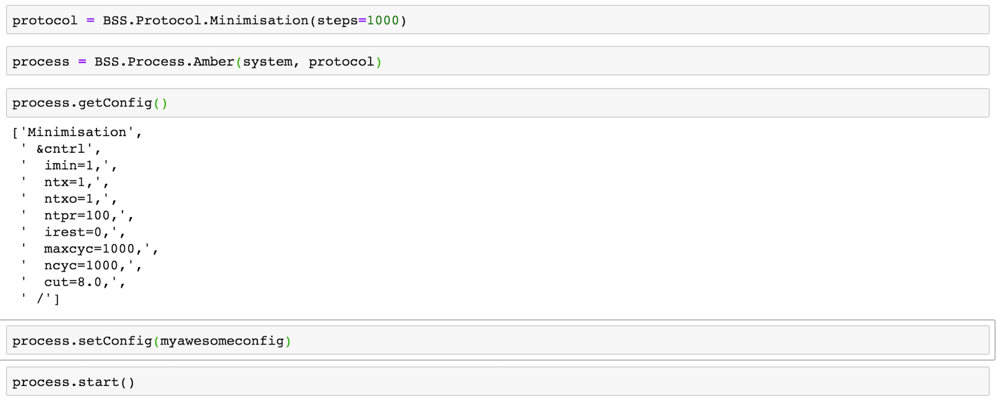 protocol = BSS.Protocol.Minimisation(steps=1000)
process = BSS.Process.Amber(system, protocol)
process.getConfig()
['Minimisation',
 ' &cntrl',
 '  imin=1,',
 '  ntx=1,',
 '  ntxo=1,',
 '  ntpr=100,',
 '  irest=0,',
 '  maxcyc=1000,',
 '  ncyc=1000,',
 '  cut=8.0,',
 ' /']
process.setConfig(myawesomeconfig)
process.start()